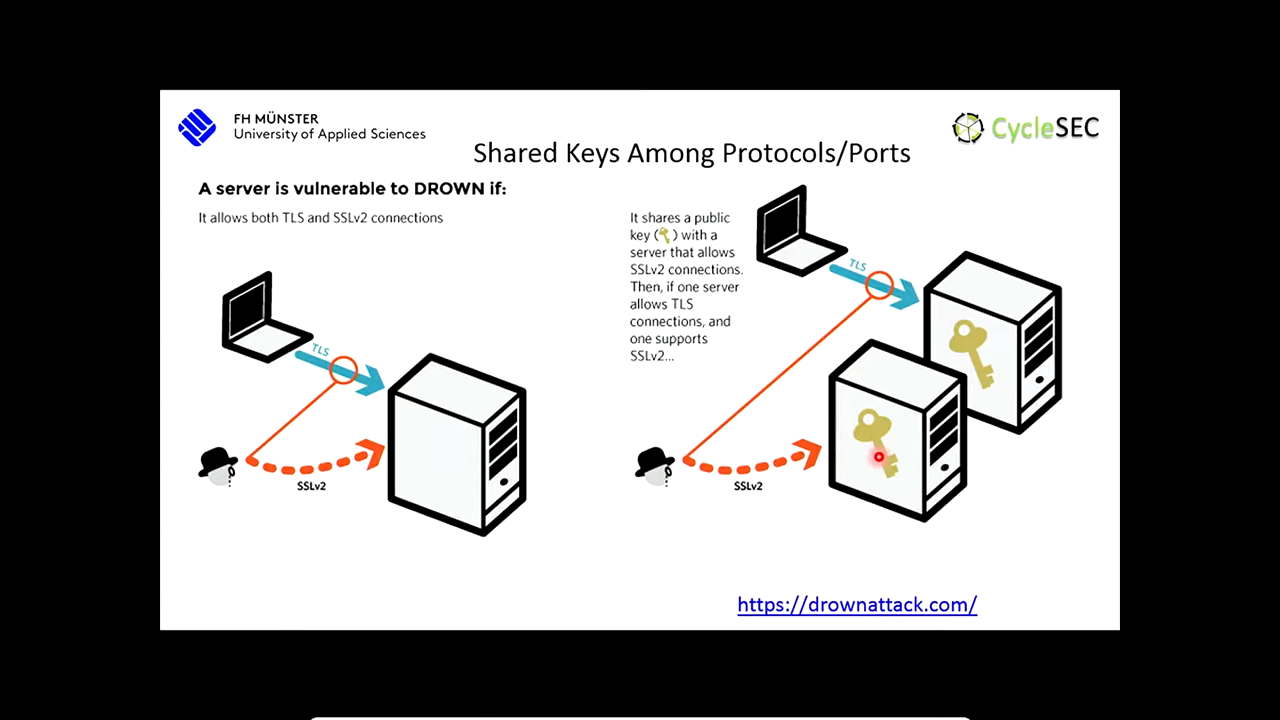 FH MÜNSTER
University of Applied Sciences
CycleSEC
Shared Keys Among Protocols/Ports
A server is vulnerable to DROWN if:
It allows both TLS and SSLv2 connections
TLS
SSLv2
It shares a public
key ( ) with a
server that allows
SSLv2 connections.
Then, if one server
allows TLS
connections, and
one supports
SSLv2...
TLS
SSLv2
https://drownattack.com/